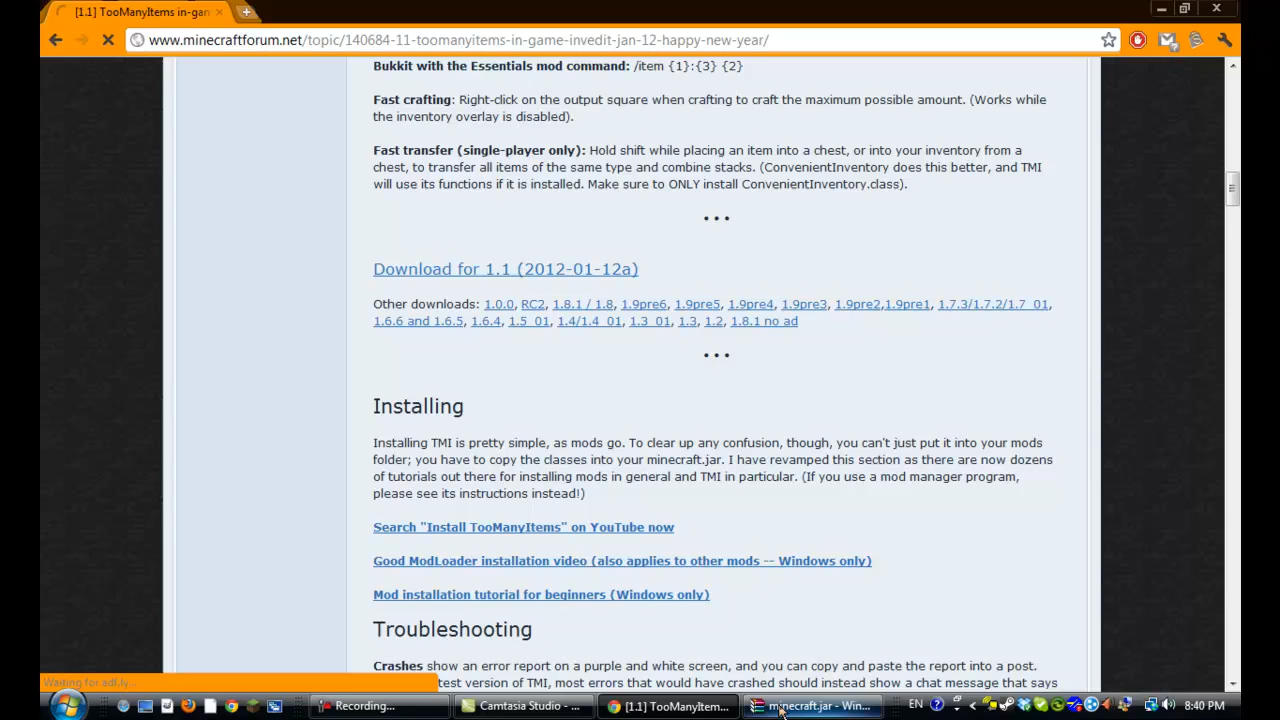 [1.1] TooManyItems in-gan
www.minecraftforum.net/topic/140684-11-toomanyitems-in-game-invedit-jan-12-happy-new-year/
Bukkit with the Essentials mod command: /item {1}:{3} {2}
Fast crafting: Right-click on the output square when crafting to craft the maximum possible amount. (Works while
the inventory overlay is disabled).
Fast transfer (single-player only): Hold shift while placing an item into a chest, or into your inventory from a
chest, to transfer all items of the same type and combine stacks. (ConvenientInventory does this better, and TMI
will use its functions if it is installed. Make sure to ONLY install ConvenientInventory.class).
• • •
Download for 1.1 (2012-01-12a)
Other downloads: 1.0.0, RC2, 1.8.1 / 1.8, 1.9pre6, 1.9pre5, 1.9pre4, 1.9pre3, 1.9pre2,1.9pre1, 1.7.3/1.7.2/1.7_01,
1.6.6 and 1.6.5, 1.6.4, 1.5_01, 1.4/1.4_01, 1.3_01, 1.3, 1.2, 1.8.1 no ad
• • •
Installing
Installing TMI is pretty simple, as mods go. To clear up any confusion, though, you can't just put it into your mods
folder; you have to copy the classes into your minecraft.jar. I have revamped this section as there are now dozens
of tutorials out there for installing mods in general and TMI in particular. (If you use a mod manager program,
please see its instructions instead!)
Search "Install TooManyItems" on YouTube now
Good ModLoader installation video (also applies to other mods -- Windows only)
Mod installation tutorial for beginners (Windows only)
Troubleshooting
Crashes show an error report on a purple and white screen, and you can copy and paste the report into a post.
test version of TMI, most errors that would have crashed should instead show a chat message that says
Waiting for adf.ly...
Recording...
Camtasia Studio - ...
[1.1] TooManyItem...
minecraft.jar - Win...
EN
8:40 PM